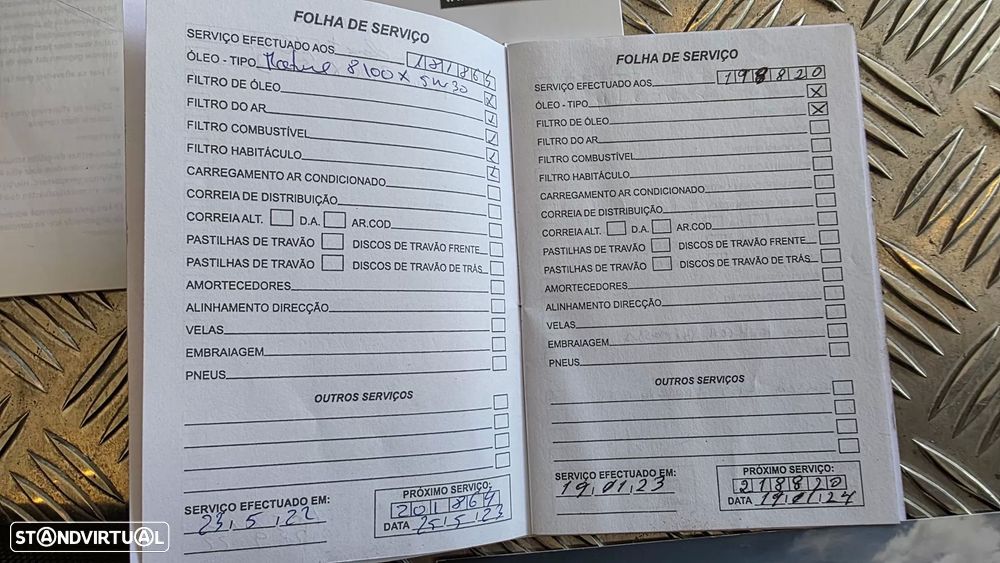 FOLHA DE SERVIÇO
SERVIÇO EFECTUADO AOS 181864
ÓLEO - TIPO Motul 8100 X 5W30
FILTRO DE ÓLEO X
FILTRO DO AR
FILTRO COMBUSTÍVEL
FILTRO HABITÁCULO
CARREGAMENTO AR CONDICIONADO
CORREIA DE DISTRIBUIÇÃO
CORREIA ALT. D.A. AR.COD
PASTILHAS DE TRAVÃO DISCOS DE TRAVÃO FRENTE
PASTILHAS DE TRAVÃO DISCOS DE TRAVÃO DE TRÁS
AMORTECEDORES
ALINHAMENTO DIRECÇÃO
VELAS
EMBRAIAGEM
PNEUS
OUTROS SERVIÇOS
SERVIÇO EFECTUADO EM:
23.5.22
PRÓXIMO SERVIÇO:
201864
DATA 25.5.23
FOLHA DE SERVIÇO
SERVIÇO EFECTUADO AOS 198820
ÓLEO - TIPO X
FILTRO DE ÓLEO X
FILTRO DO AR
FILTRO COMBUSTÍVEL
FILTRO HABITÁCULO
CARREGAMENTO AR CONDICIONADO
CORREIA DE DISTRIBUIÇÃO
CORREIA ALT. D.A. AR.COD
PASTILHAS DE TRAVÃO DISCOS DE TRAVÃO FRENTE
PASTILHAS DE TRAVÃO DISCOS DE TRAVÃO DE TRÁS
AMORTECEDORES
ALINHAMENTO DIRECÇÃO
VELAS
EMBRAIAGEM
PNEUS
OUTROS SERVIÇOS
SERVIÇO EFECTUADO EM:
19.01.23
PRÓXIMO SERVIÇO:
218820
DATA 19.01.24
STANDVIRTUAL